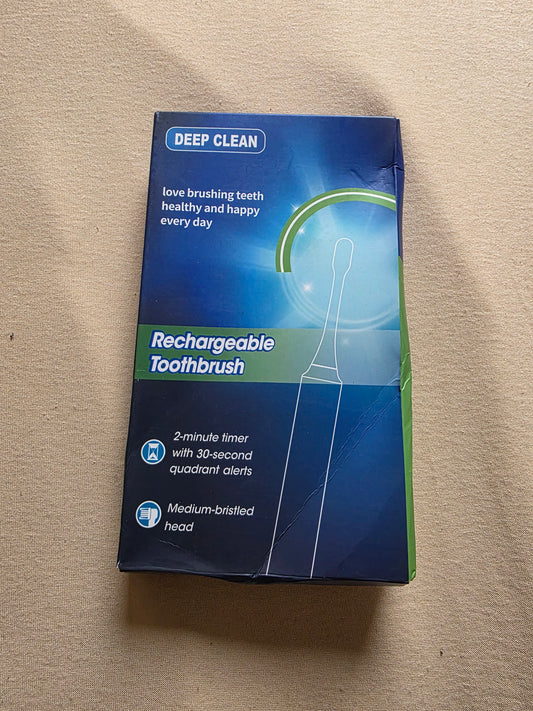 DEEP CLEAN
love brushing teeth
healthy and happy
every day
Rechargeable
Toothbrush
2-minute timer
with 30-second
quadrant alerts
Medium-bristled
head